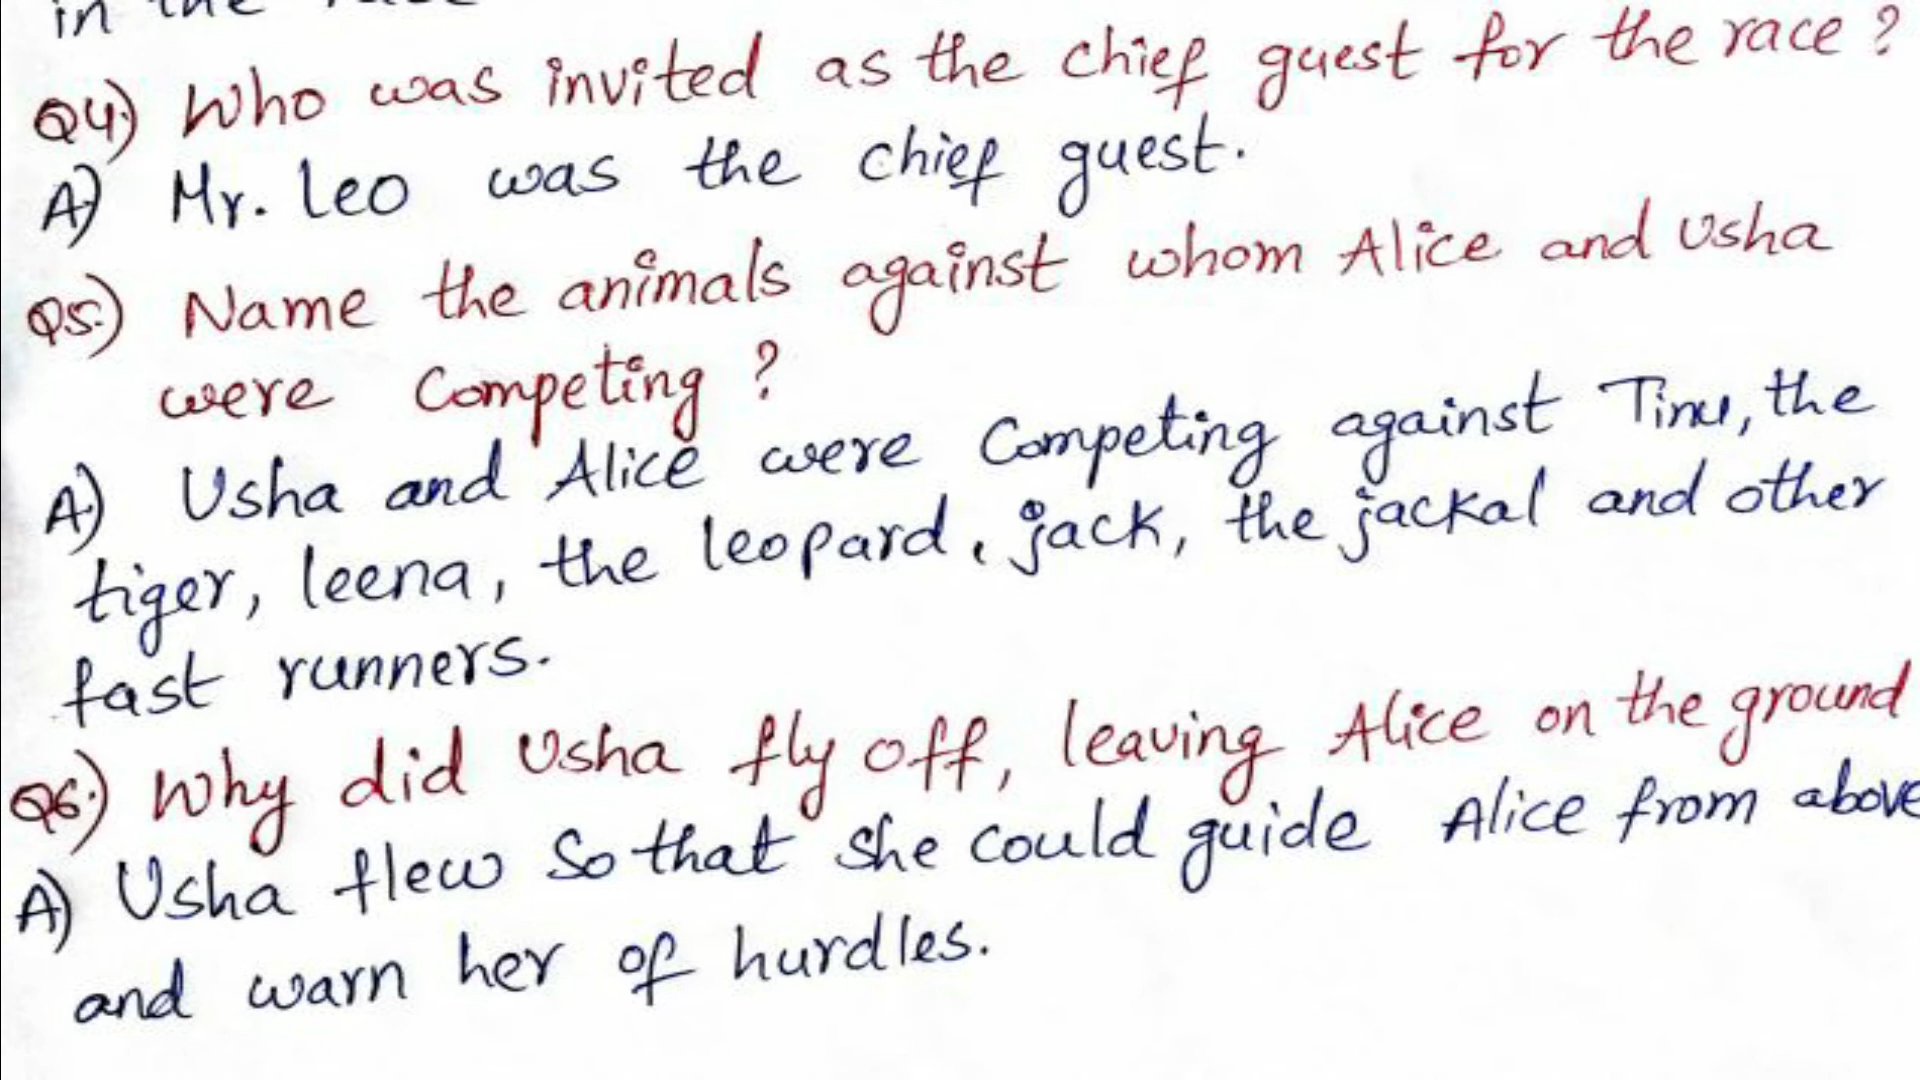 in the race
Q4) Who was invited as the chief guest for the race?
A) Mr. Leo was the chief guest.
Q5.) Name the animals against whom Alice and Usha
were Competing?
A) Usha and Alice were Competing against Tinu, the
tiger, leena, the leopard, jack, the jackal and other
fast runners.
Q6.) Why did Usha fly off, leaving Alice on the ground
A) Usha flew So that She could guide Alice from above
and warn her of hurdles.